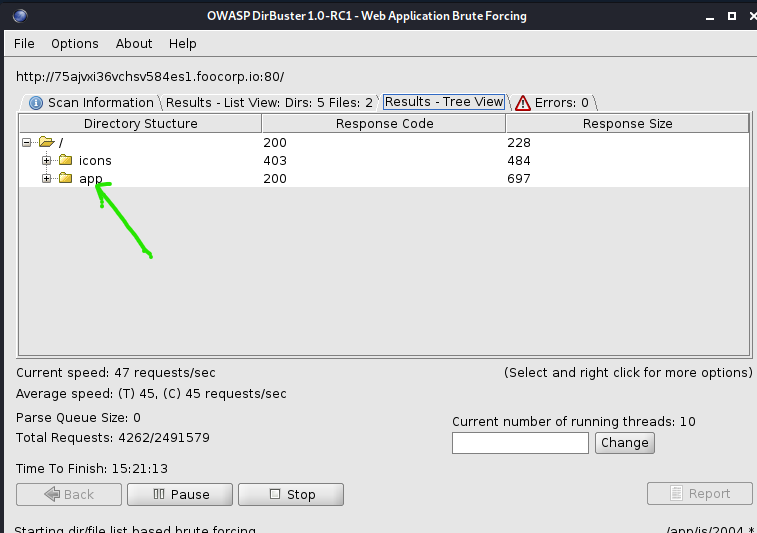 OWASP DirBuster 1.0-RC1 - Web Application Brute Forcing
File Options About Help
http://75ajvxi36vchsv584es1.foocorp.io:80/
Scan Information Results - List View: Dirs: 5 Files: 2 Results - Tree View Errors: 0
Directory Stucture Response Code Response Size
/ 200 228
icons 403 484
app 200 697
Current speed: 47 requests/sec (Select and right click for more options)
Average speed: (T) 45, (C) 45 requests/sec
Parse Queue Size: 0
Current number of running threads: 10
Total Requests: 4262/2491579
Change
Time To Finish: 15:21:13
Back Pause Stop Report
Starting dir/file list based brute forcing /app/js/2004.*